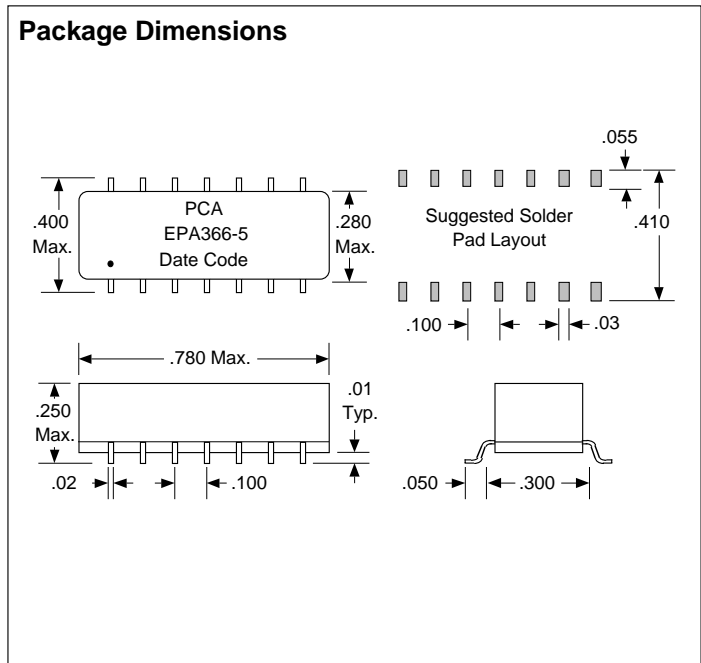 Package Dimensions
.400
Max.
PCA
EPA366-5
Date Code
.280
Max.
.055
Suggested Solder
Pad Layout
.410
.100
.03
.780 Max.
.250
Max.
.01
Typ.
.02
.100
.050
.300